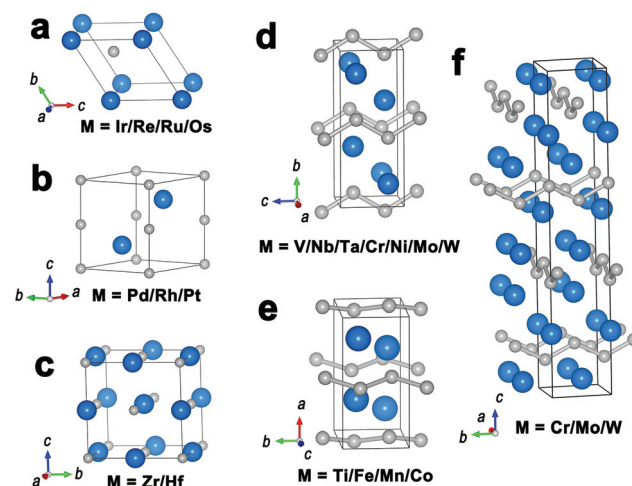 a
b
a
c
M = Ir/Re/Ru/Os
b
c
b
a
M = Pd/Rh/Pt
c
c
a
b
M = Zr/Hf
d
b
c
a
M = V/Nb/Ta/Cr/Ni/Mo/W
e
a
b
c
M = Ti/Fe/Mn/Co
f
c
a
b
M = Cr/Mo/W